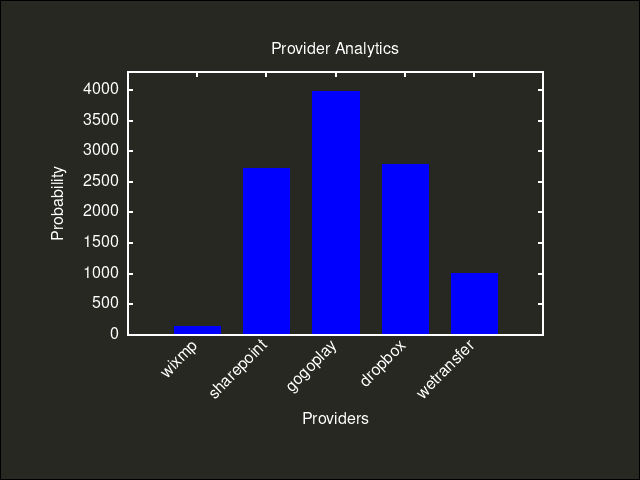 Provider Analytics
4000
3500
3000
2500
2000
1500
1000
500
0
Probability
wixmp
sharepoint
gogoplay
dropbox
wetransfer
Providers